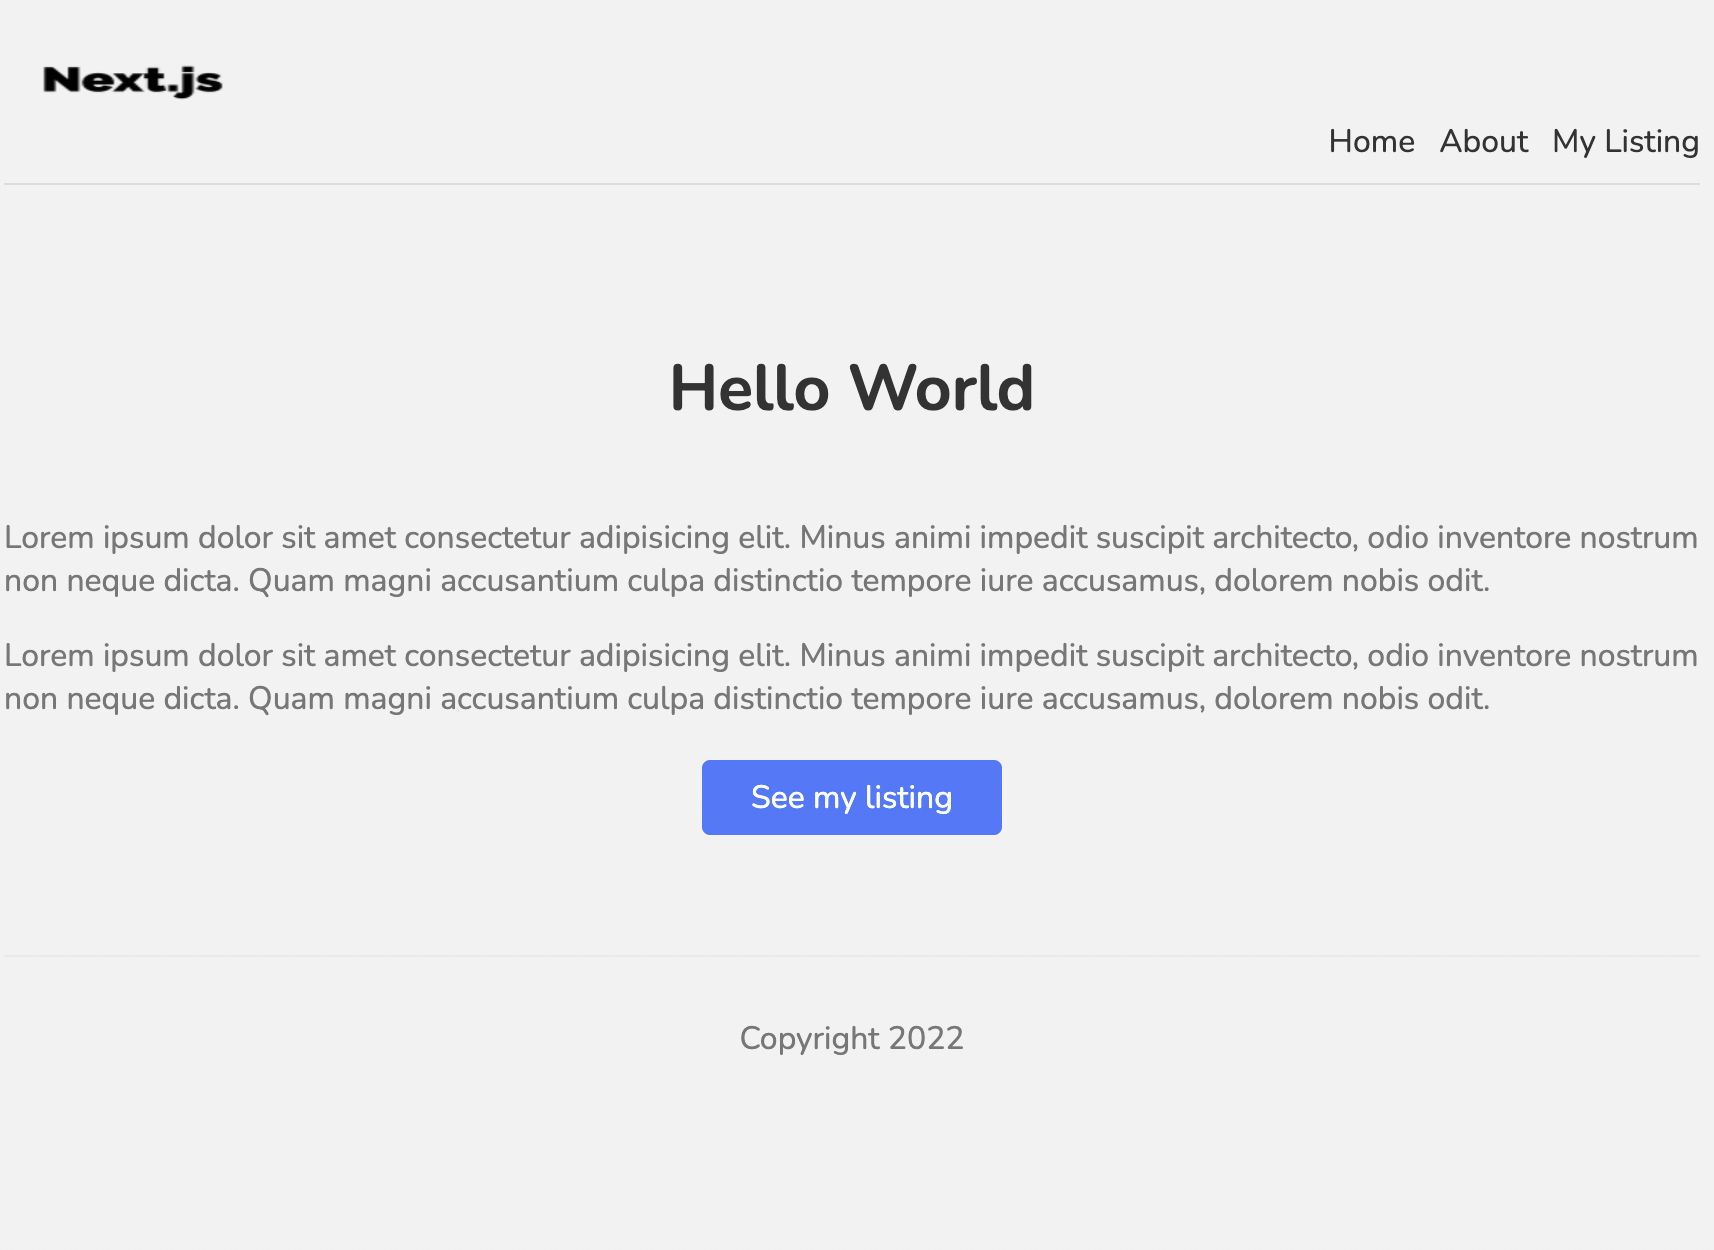 Next.js
Home About My Listing
Hello World
Lorem ipsum dolor sit amet consectetur adipisicing elit. Minus animi impedit suscipit architecto, odio inventore nostrum
non neque dicta. Quam magni accusantium culpa distinctio tempore iure accusamus, dolorem nobis odit.
Lorem ipsum dolor sit amet consectetur adipisicing elit. Minus animi impedit suscipit architecto, odio inventore nostrum
non neque dicta. Quam magni accusantium culpa distinctio tempore iure accusamus, dolorem nobis odit.
See my listing
Copyright 2022